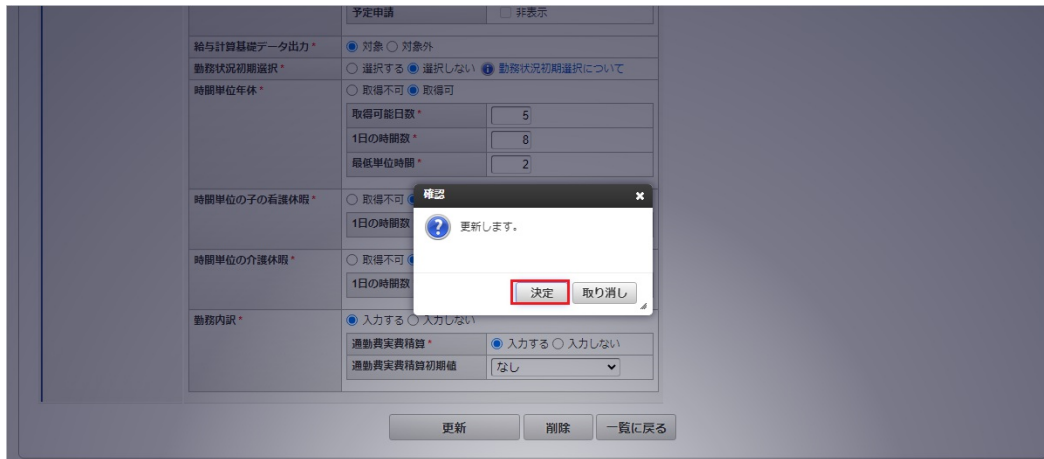 予定申請 非表示
給与計算基礎データ出力* 対象 対象外
勤務状況初期選択* 選択する 選択しない 勤務状況初期選択について
時間単位年休* 取得不可 取得可
取得可能日数* 5
1日の時間数* 8
最低単位時間* 2
時間単位の子の看護休暇* 取得不可
1日の時間数
時間単位の介護休暇* 取得不可
1日の時間数
確認
更新します。
決定 取り消し
勤務内訳* 入力する 入力しない
通勤費実費精算* 入力する 入力しない
通勤費実費精算初期値 なし
更新 削除 一覧に戻る